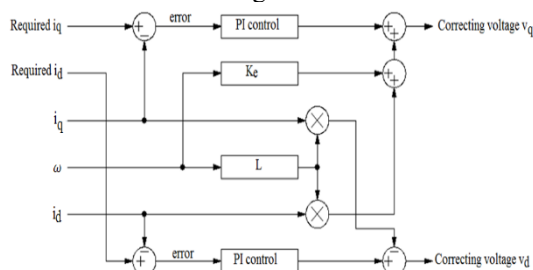 Required iq
error
PI control
Correcting voltage vq
Required id
Ke
iq
ω
L
id
error
PI control
Correcting voltage vd